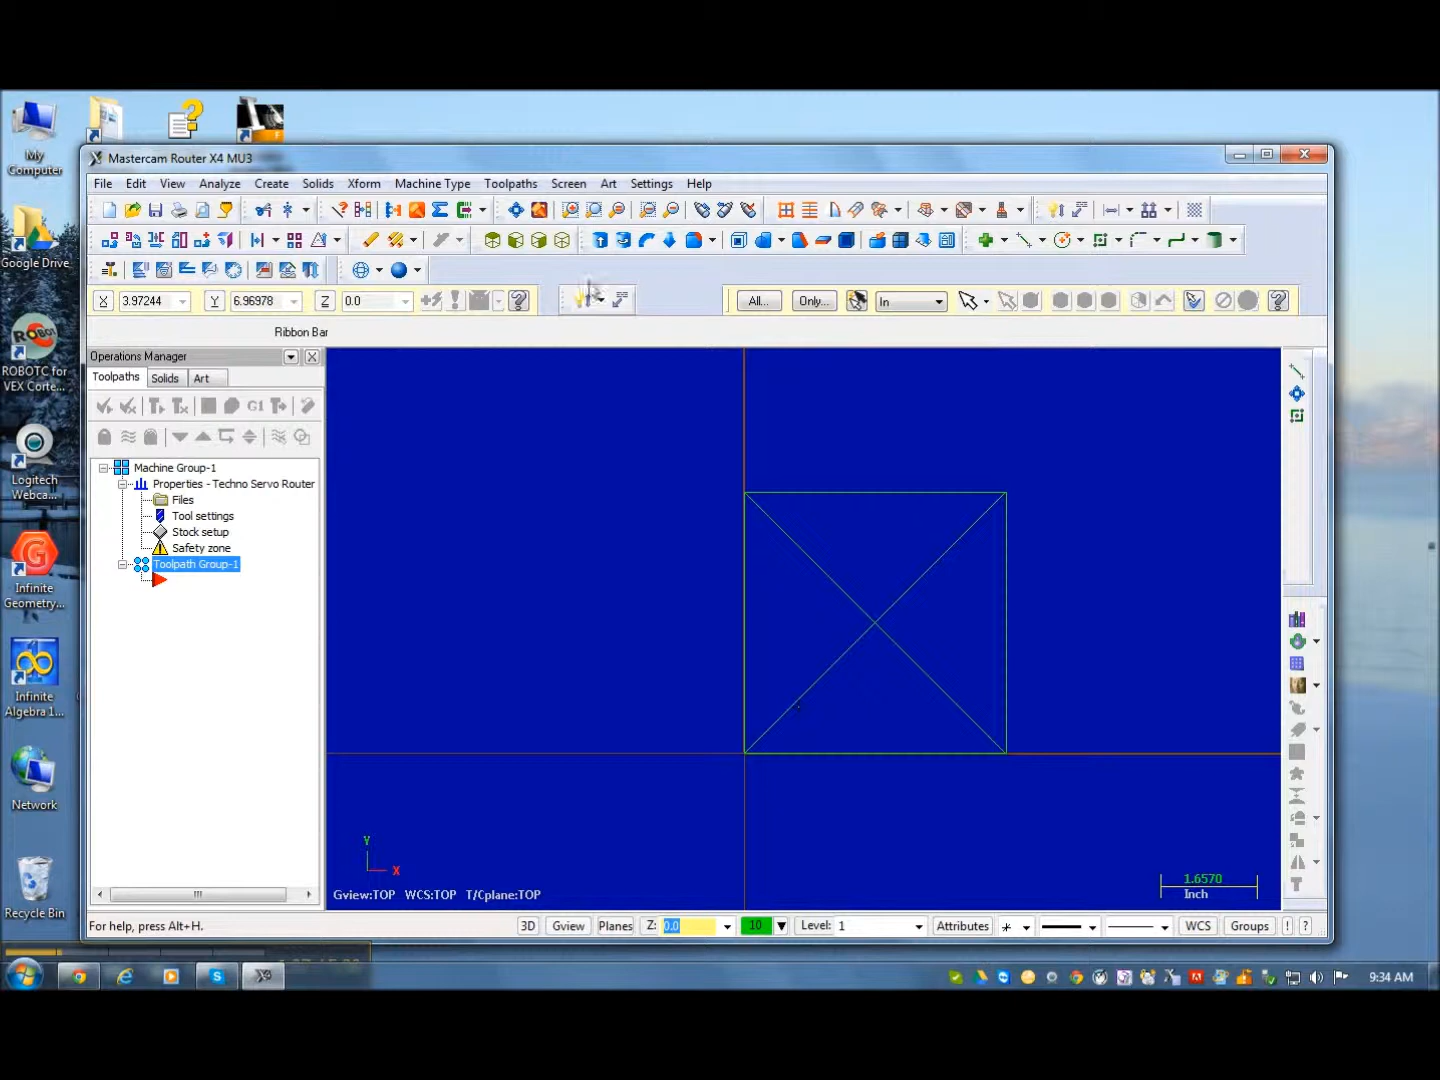 My
Computer
Google Drive
ROBOTC for
VEX Corte...
Logitech
Webca...
Infinite
Geometry...
Infinite
Algebra 1...
Network
Recycle Bin
Mastercam Router X4 MU3
File Edit View Analyze Create Solids Xform Machine Type Toolpaths Screen Art Settings Help
X 3.97244 Y 6.96978 Z 0.0 All... Only... In
Ribbon Bar
Operations Manager
Toolpaths Solids Art
G1
Machine Group-1
Properties - Techno Servo Router
Files
Tool settings
Stock setup
Safety zone
Toolpath Group-1
Y
X
Gview:TOP WCS:TOP T/Cplane:TOP
1.6570
Inch
For help, press Alt+H. 3D Gview Planes Z: 0.0 10 Level: 1 Attributes WCS Groups ! ?
9:34 AM